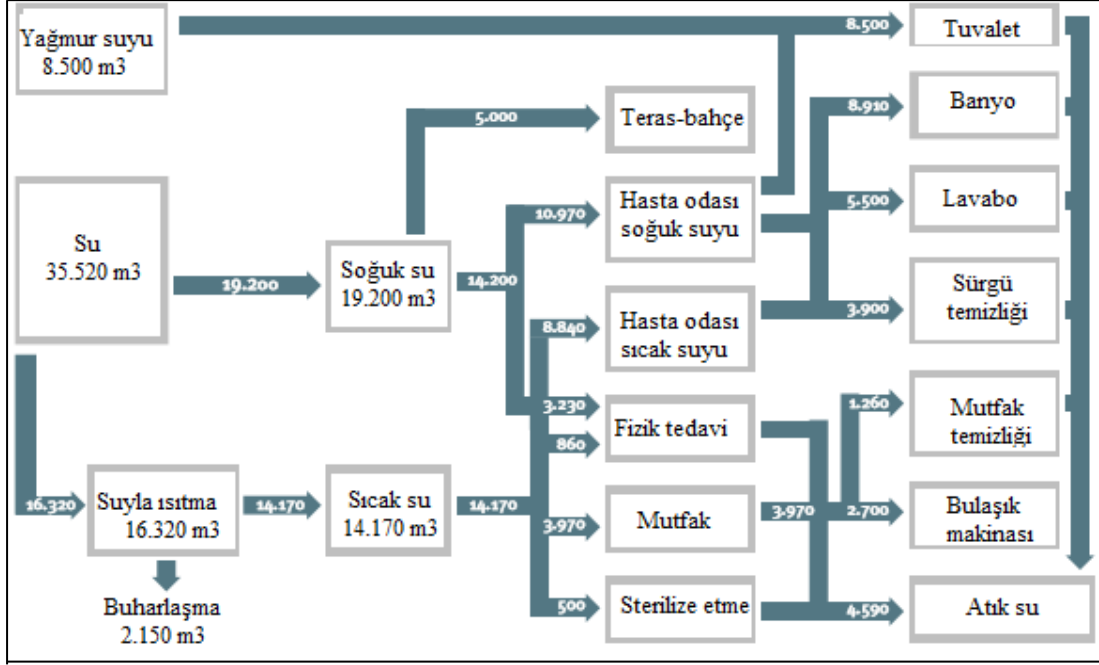 Yağmur suyu
8.500 m3
8.500
Tuvalet
5.000
Teras-bahçe
8.910
Banyo
Su
35.520 m3
19.200
Soğuk su
19.200 m3
14.200
10.970
Hasta odası
soğuk suyu
5.500
Lavabo
8.840
Hasta odası
sıcak suyu
3.900
Sürgü
temizliği
3.230
860
Fizik tedavi
1.260
Mutfak
temizliği
16.320
Suyla ısıtma
16.320 m3
14.170
Sıcak su
14.170 m3
14.170
3.970
Mutfak
3.970
2.700
Bulaşık
makinası
Buharlaşma
2.150 m3
500
Sterilize etme
4.590
Atık su